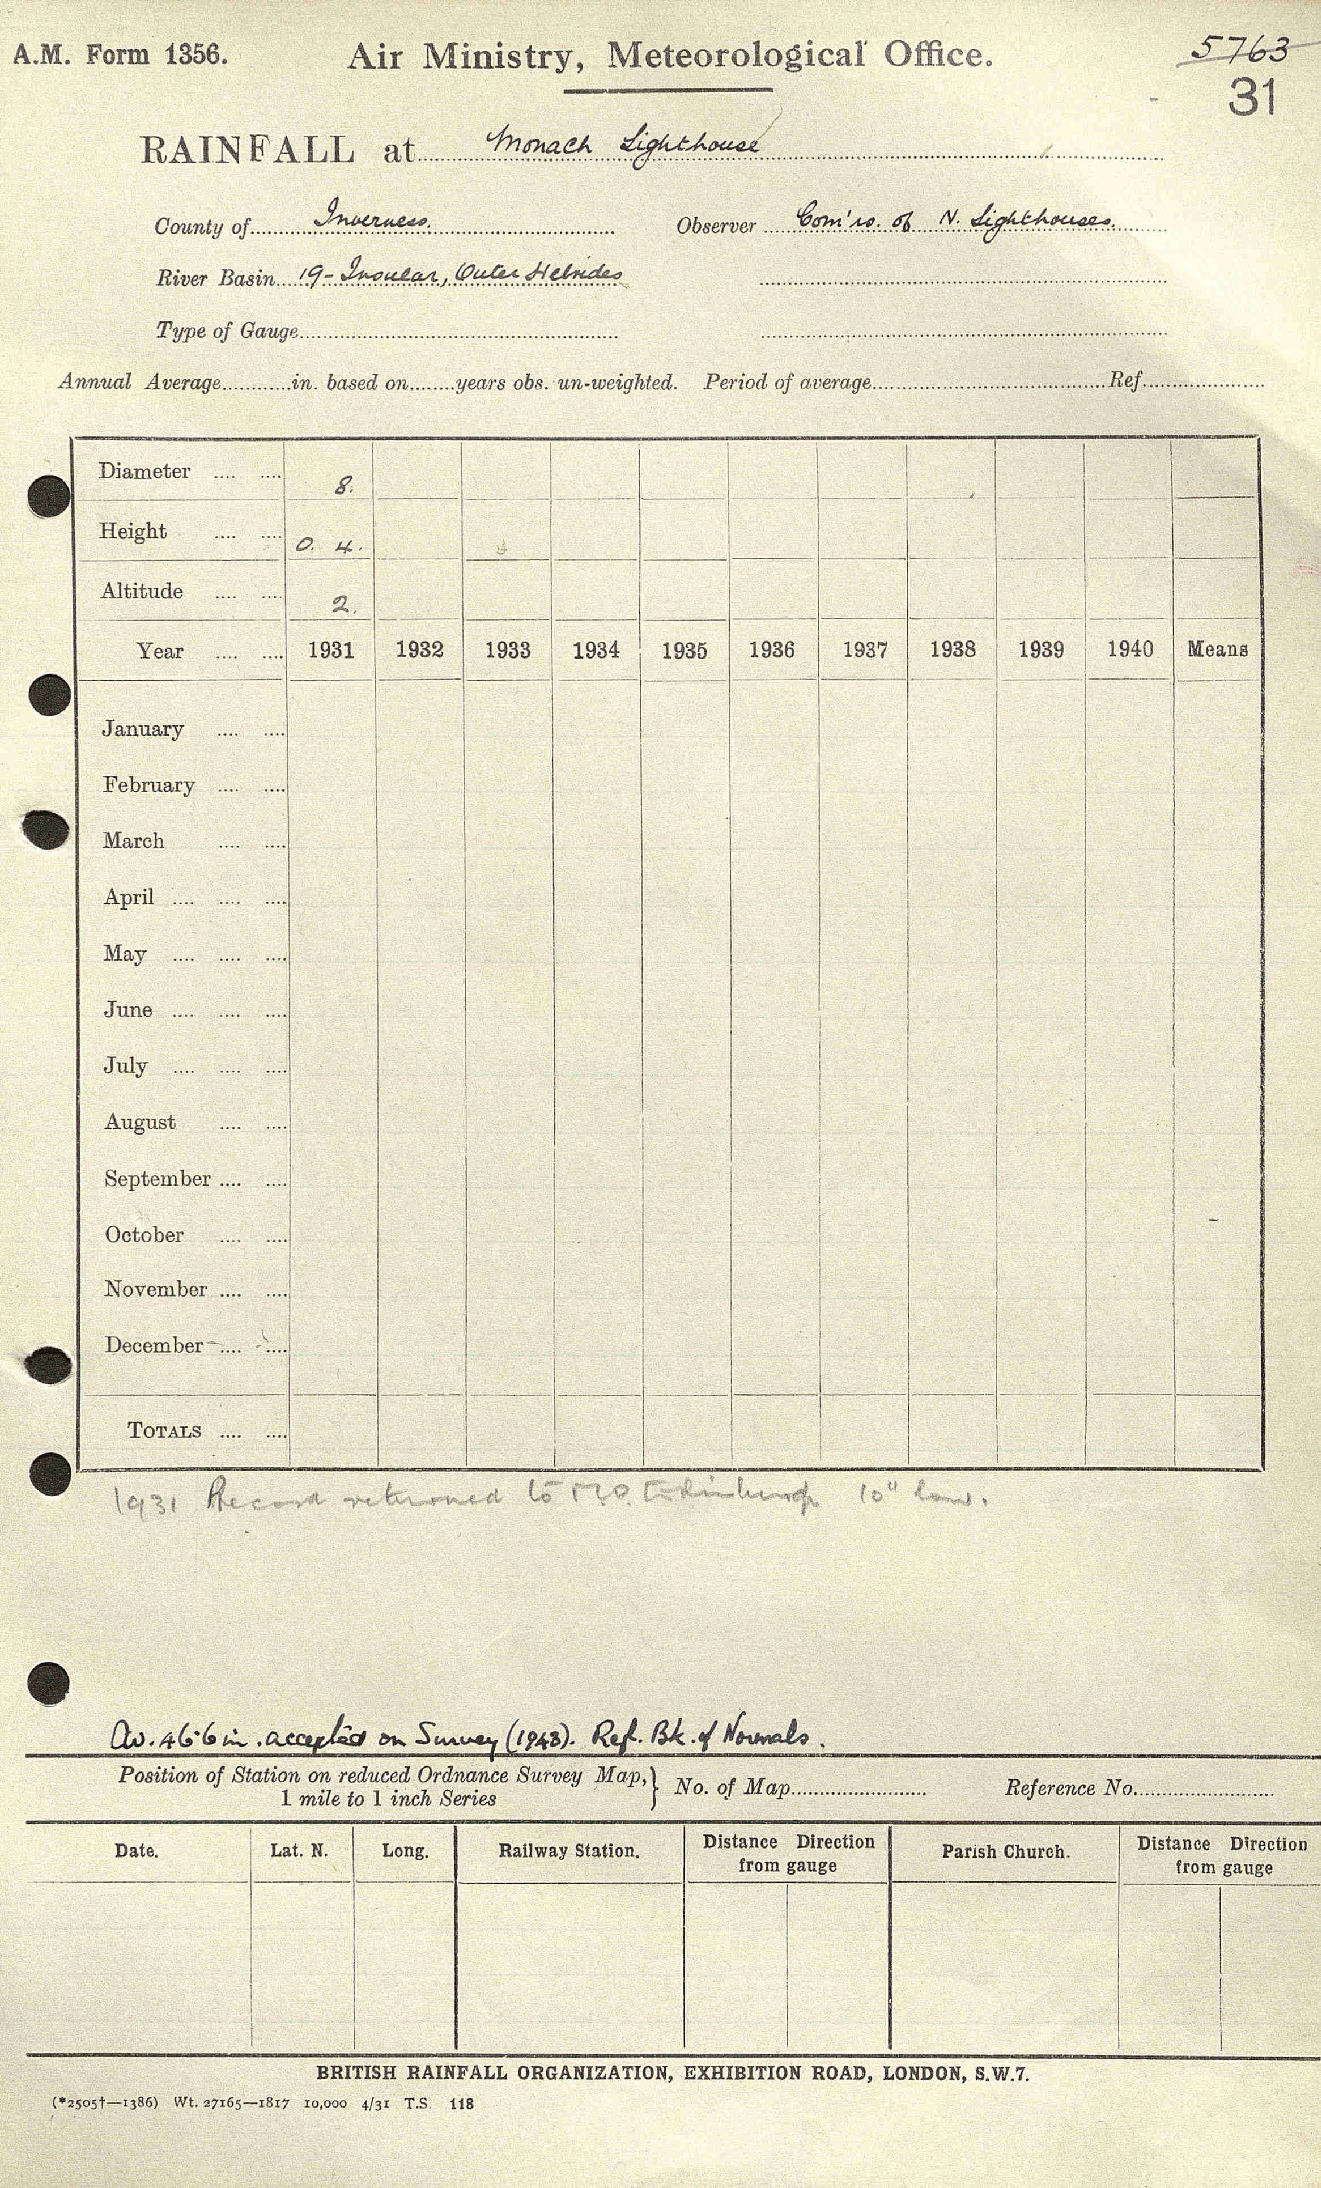 A.M. Form 1356. Air Ministry, Meteorological Office. 5763
31
RAINFALL at Monach Lighthouse
County of Inverness. Observer Com'rs. of N. Lighthouses.
River Basin 19- Insular, Outer Hebrides
Type of Gauge
Annual Average in. based on years obs. un-weighted. Period of average Ref.
Diameter 8.
Height 0. 4.
Altitude 2.
Year 1931 1932 1933 1934 1935 1936 1937 1938 1939 1940 Means
January
February
March
April
May
June
July
August
September
October
November
December
TOTALS
1931 Record returned to M.O. Edinburgh 10" low.
Av. 46.6 in. accepted on Survey (1943). Ref. Bk. of Normals.
Position of Station on reduced Ordnance Survey Map, } No. of Map Reference No.
1 mile to 1 inch Series
Date. Lat. N. Long. Railway Station. Distance Direction Parish Church. Distance Direction
from gauge from gauge
BRITISH RAINFALL ORGANIZATION, EXHIBITION ROAD, LONDON, S.W.7.
(*2505†—1386) Wt. 27165—1817 10,000 4/31 T.S. 118